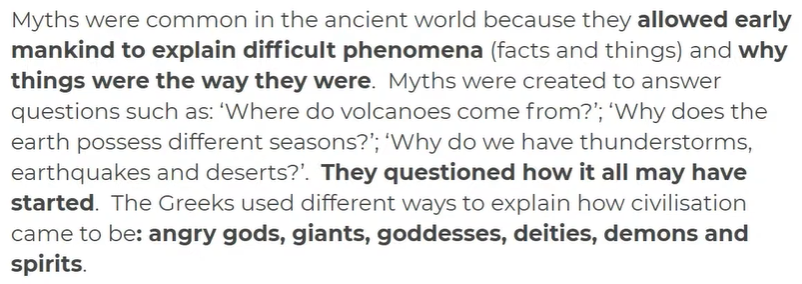 Myths were common in the ancient world because they allowed early
mankind to explain difficult phenomena (facts and things) and why
things were the way they were.  Myths were created to answer
questions such as: ‘Where do volcanoes come from?’; ‘Why does the
earth possess different seasons?’; ‘Why do we have thunderstorms,
earthquakes and deserts?’.  They questioned how it all may have
started.  The Greeks used different ways to explain how civilisation
came to be: angry gods, giants, goddesses, deities, demons and
spirits.